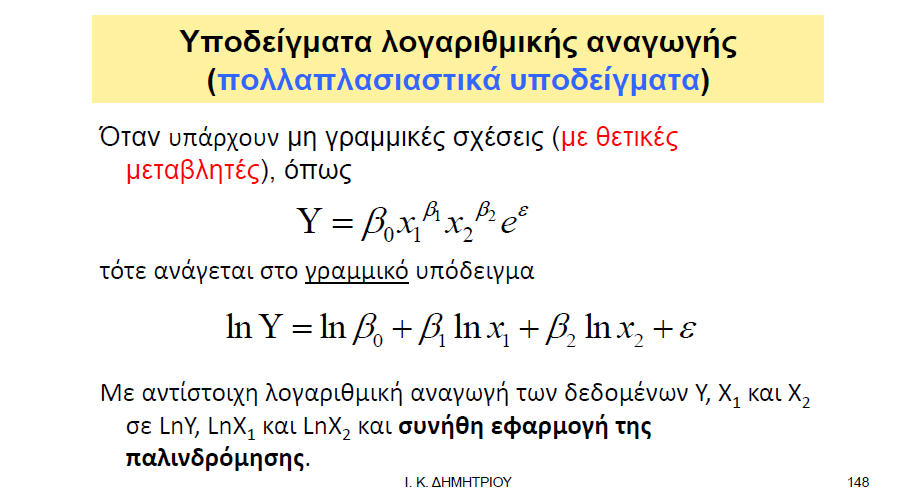 Υποδείγματα λογαριθμικής αναγωγής
(πολλαπλασιαστικά υποδείγματα)
Όταν υπάρχουν μη γραμμικές σχέσεις (με θετικές
μεταβλητές), όπως
Υ = β₀x₁^β₁ x₂^β₂ e^ε
τότε ανάγεται στο γραμμικό υπόδειγμα
ln Υ = ln β₀ + β₁ ln x₁ + β₂ ln x₂ + ε
Με αντίστοιχη λογαριθμική αναγωγή των δεδομένων Υ, Χ₁ και Χ₂
σε LnY, LnX₁ και LnX₂ και συνήθη εφαρμογή της
παλινδρόμησης.
Ι. Κ. ΔΗΜΗΤΡΙΟΥ
148